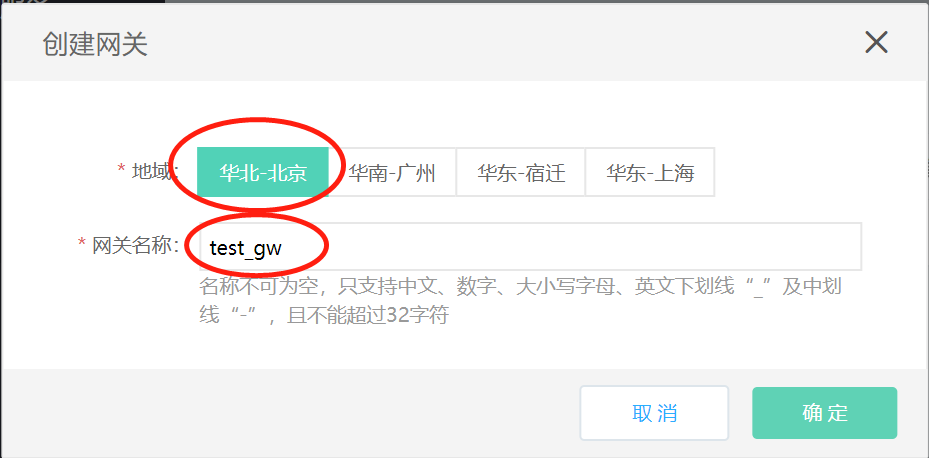 创建网关
* 地域： 华北-北京 华南-广州 华东-宿迁 华东-上海
* 网关名称： test_gw
名称不可为空，只支持中文、数字、大小写字母、英文下划线“_”及中划
线“-”，且不能超过32字符
取消 确定